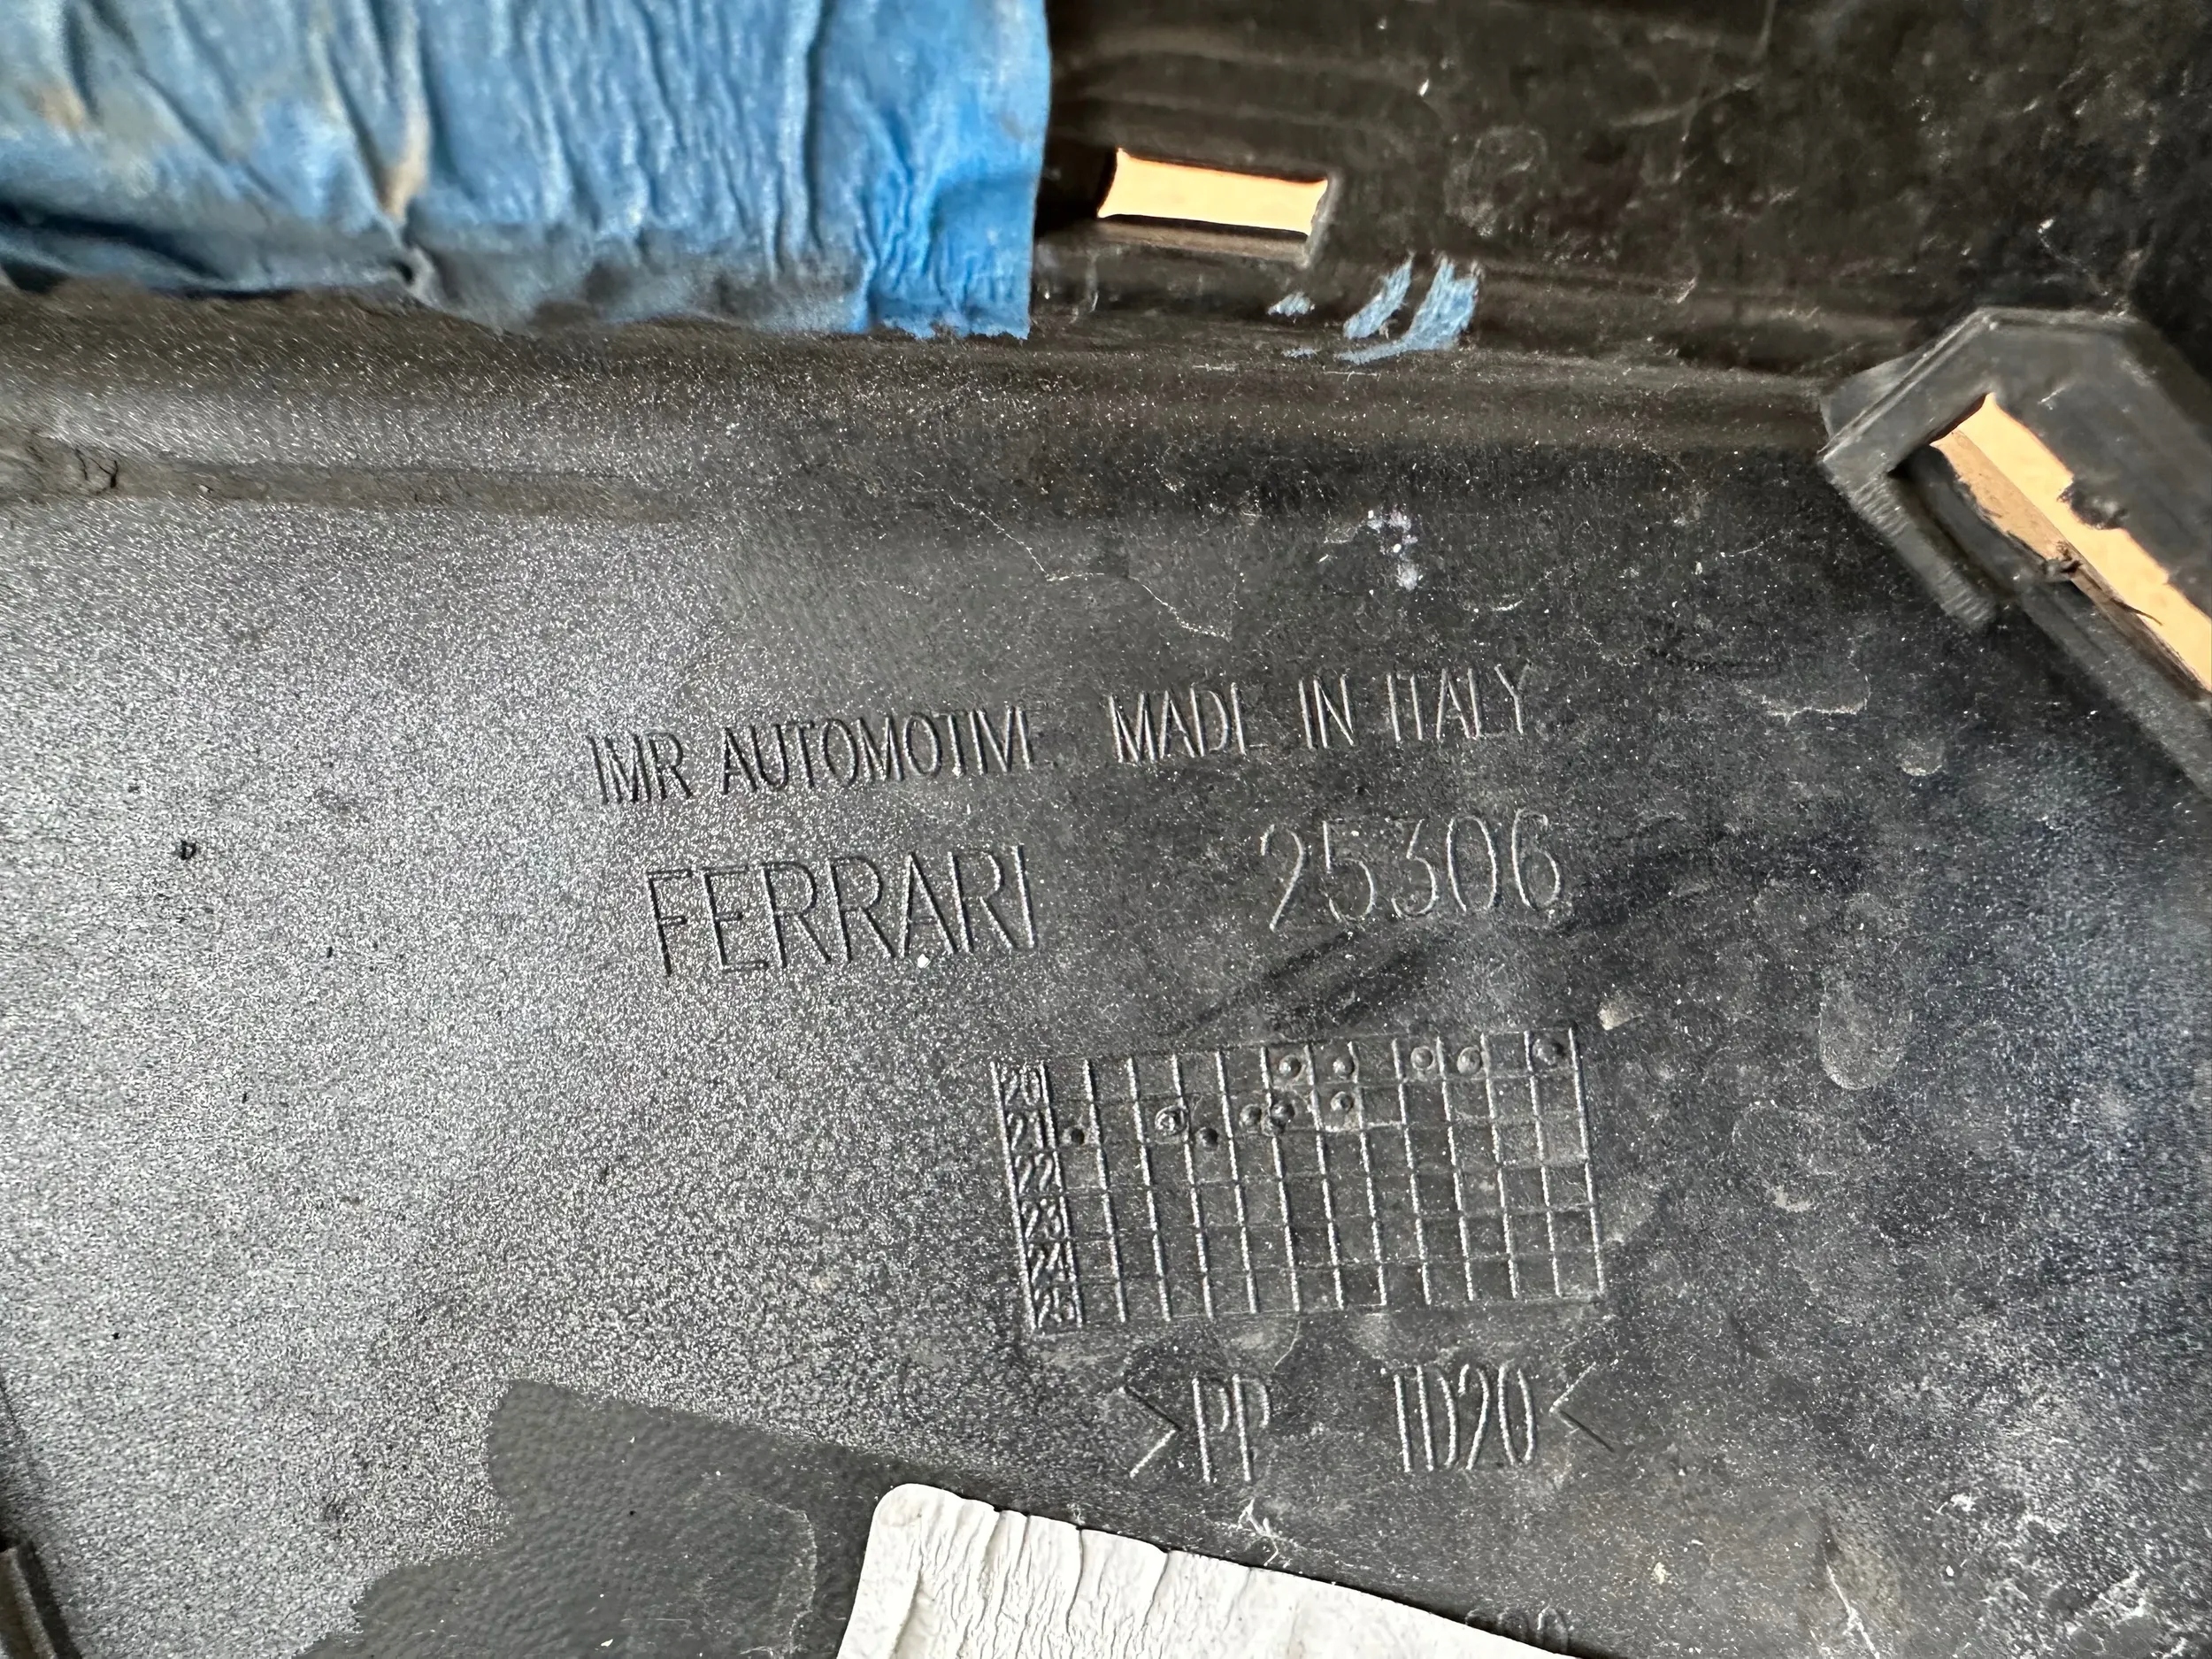 IMR AUTOMOTIVE MADE IN ITALY
FERRARI 25306
20
21
22
23
24
25
>PP TD20<